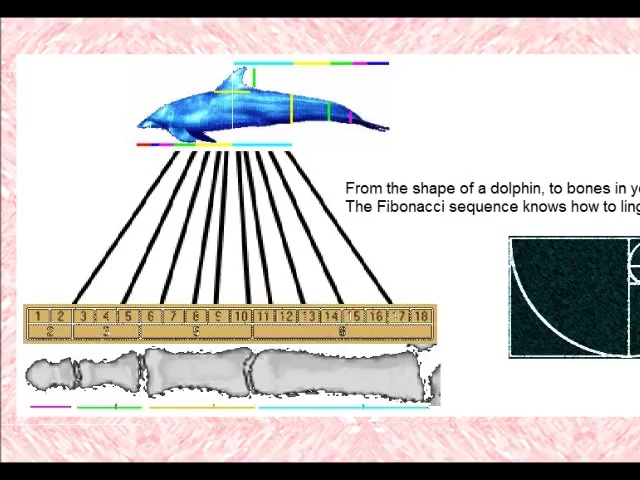 From the shape of a dolphin, to bones in
The Fibonacci sequence knows how to
1 2 3 4 5 6 7 8 9 10 11 12 13 14 15 16 17 18